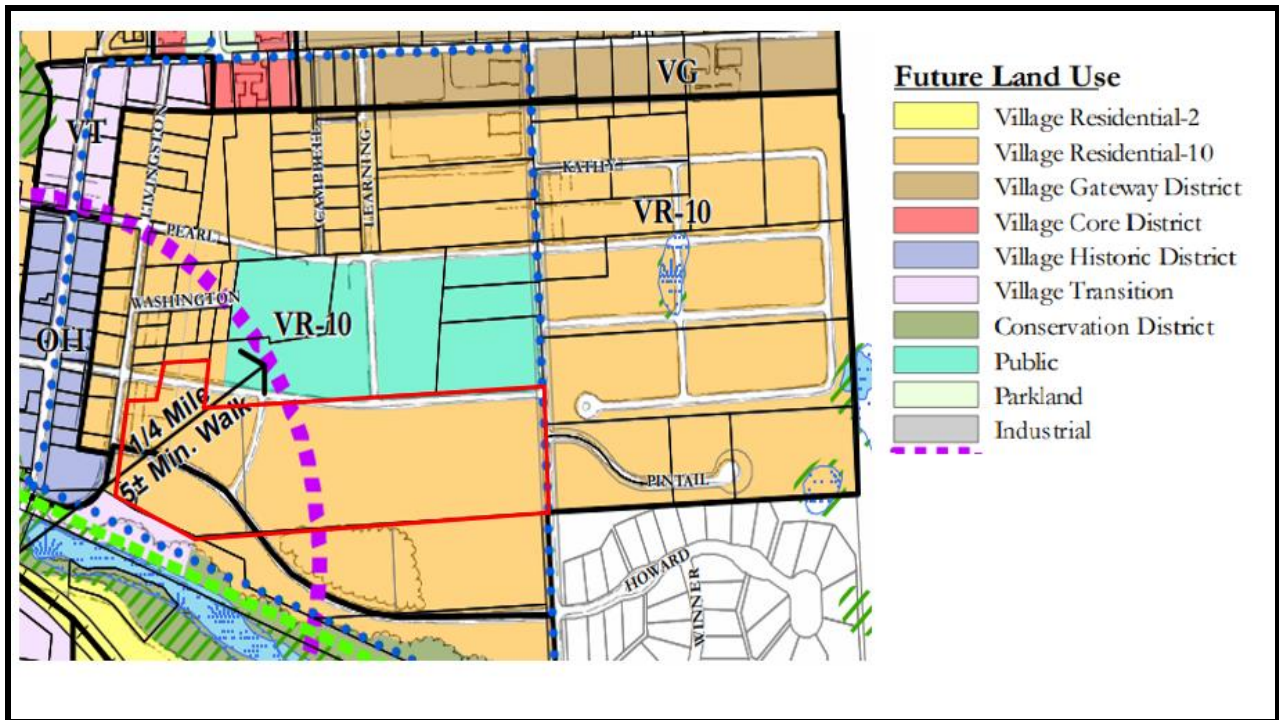 VG
VT
LIVINGSTON
CAMPBELL
LEARNING
KATHY
VR-10
PEARL
WASHINGTON
VR-10
OH
1/4 Mile
5± Min. Walk
PINTAIL
HOWARD
WINNER
Future Land Use
Village Residential-2
Village Residential-10
Village Gateway District
Village Core District
Village Historic District
Village Transition
Conservation District
Public
Parkland
Industrial